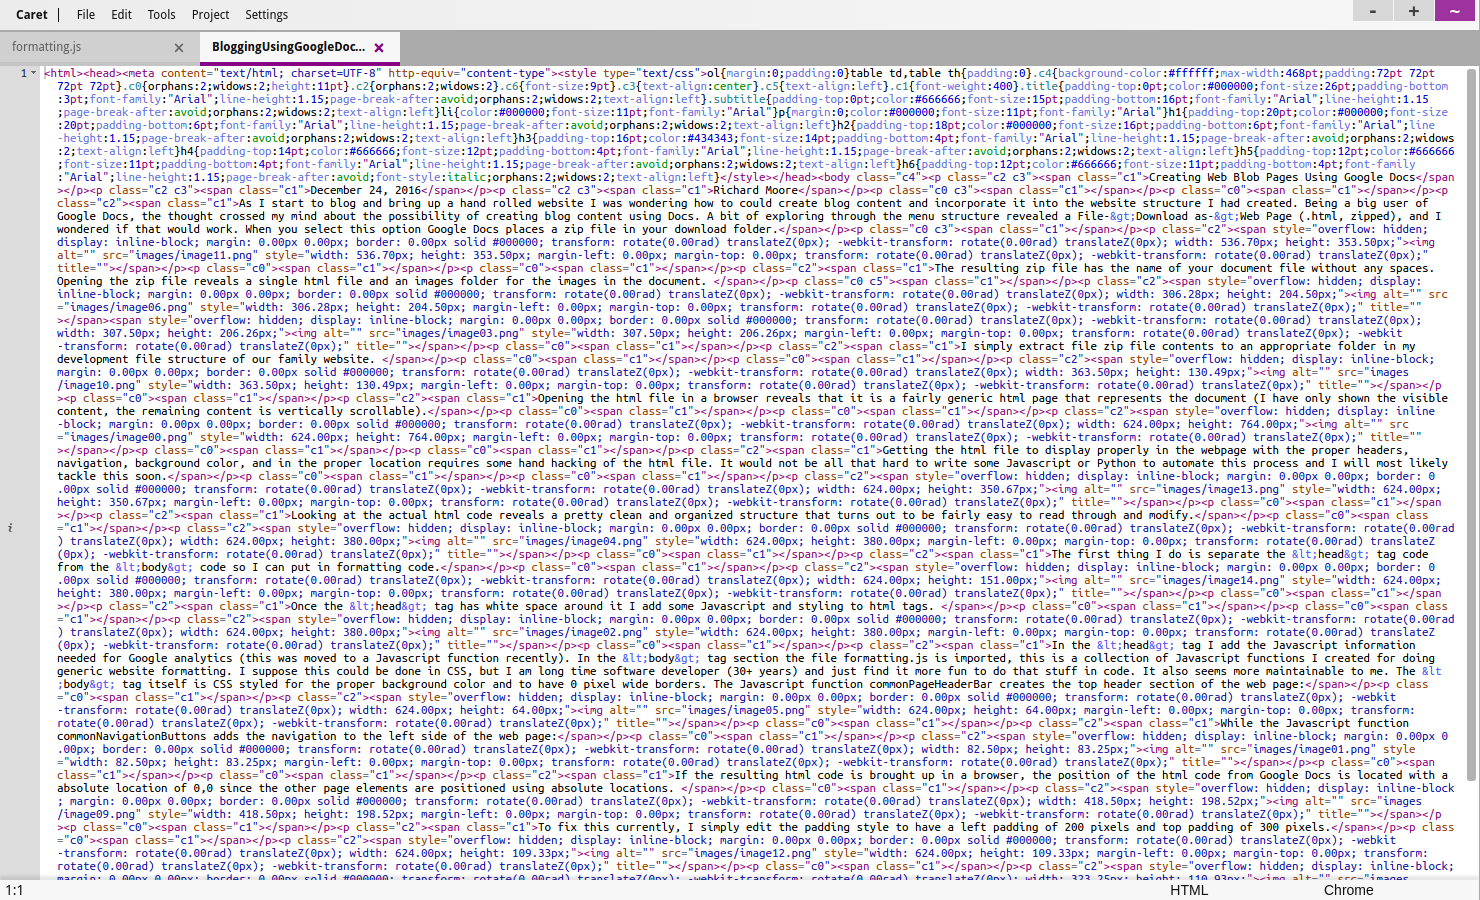 Caret | File Edit Tools Project Settings - + ~
formatting.js × BloggingUsingGoogleDoc... ×
1 <html><head><meta content="text/html; charset=UTF-8" http-equiv="content-type"><style type="text/css">ol{margin:0;padding:0}table td,table th{padding:0}.c4{background-color:#ffffff;max-width:468pt;padding:72pt 72pt
72pt 72pt}.c0{orphans:2;widows:2;height:11pt}.c2{orphans:2;widows:2}.c6{font-size:9pt}.c3{text-align:center}.c5{text-align:left}.c1{font-weight:400}.title{padding-top:0pt;color:#000000;font-size:26pt;padding-bottom
:3pt;font-family:"Arial";line-height:1.15;page-break-after:avoid;orphans:2;widows:2;text-align:left}.subtitle{padding-top:0pt;color:#666666;font-size:15pt;padding-bottom:16pt;font-family:"Arial";line-height:1.15
;page-break-after:avoid;orphans:2;widows:2;text-align:left}li{color:#000000;font-size:11pt;font-family:"Arial"}p{margin:0;color:#000000;font-size:11pt;font-family:"Arial"}h1{padding-top:20pt;color:#000000;font-size
:20pt;padding-bottom:6pt;font-family:"Arial";line-height:1.15;page-break-after:avoid;orphans:2;widows:2;text-align:left}h2{padding-top:18pt;color:#000000;font-size:16pt;padding-bottom:6pt;font-family:"Arial";line
-height:1.15;page-break-after:avoid;orphans:2;widows:2;text-align:left}h3{padding-top:16pt;color:#434343;font-size:14pt;padding-bottom:4pt;font-family:"Arial";line-height:1.15;page-break-after:avoid;orphans:2;widows
:2;text-align:left}h4{padding-top:14pt;color:#666666;font-size:12pt;padding-bottom:4pt;font-family:"Arial";line-height:1.15;page-break-after:avoid;orphans:2;widows:2;text-align:left}h5{padding-top:12pt;color:#666666
;font-size:11pt;padding-bottom:4pt;font-family:"Arial";line-height:1.15;page-break-after:avoid;orphans:2;widows:2;text-align:left}h6{padding-top:12pt;color:#666666;font-size:11pt;padding-bottom:4pt;font-family
:"Arial";line-height:1.15;page-break-after:avoid;font-style:italic;orphans:2;widows:2;text-align:left}</style></head><body class="c4"><p class="c2 c3"><span class="c1">Creating Web Blob Pages Using Google Docs</span
></p><p class="c2 c3"><span class="c1">December 24, 2016</span></p><p class="c2 c3"><span class="c1">Richard Moore</span></p><p class="c0 c3"><span class="c1"></span></p><p class="c0"><span class="c1"></span></p><p
class="c2"><span class="c1">As I start to blog and bring up a hand rolled website I was wondering how to could create blog content and incorporate it into the website structure I had created. Being a big user of
Google Docs, the thought crossed my mind about the possibility of creating blog content using Docs. A bit of exploring through the menu structure revealed a File-&gt;Download as-&gt;Web Page (.html, zipped), and I
wondered if that would work. When you select this option Google Docs places a zip file in your download folder.</span></p><p class="c0 c3"><span class="c1"></span></p><p class="c2"><span style="overflow: hidden;
display: inline-block; margin: 0.00px 0.00px; border: 0.00px solid #000000; transform: rotate(0.00rad) translateZ(0px); -webkit-transform: rotate(0.00rad) translateZ(0px); width: 536.70px; height: 353.50px;"><img
alt="" src="images/image11.png" style="width: 536.70px; height: 353.50px; margin-left: 0.00px; margin-top: 0.00px; transform: rotate(0.00rad) translateZ(0px); -webkit-transform: rotate(0.00rad) translateZ(0px);"
title=""></span></p><p class="c0"><span class="c1"></span></p><p class="c0"><span class="c1"></span></p><p class="c2"><span class="c1">The resulting zip file has the name of your document file without any spaces.
Opening the zip file reveals a single html file and an images folder for the images in the document. </span></p><p class="c0 c5"><span class="c1"></span></p><p class="c2"><span style="overflow: hidden; display:
inline-block; margin: 0.00px 0.00px; border: 0.00px solid #000000; transform: rotate(0.00rad) translateZ(0px); -webkit-transform: rotate(0.00rad) translateZ(0px); width: 306.28px; height: 204.50px;"><img alt="" src
="images/image06.png" style="width: 306.28px; height: 204.50px; margin-left: 0.00px; margin-top: 0.00px; transform: rotate(0.00rad) translateZ(0px); -webkit-transform: rotate(0.00rad) translateZ(0px);" title=""
></span><span style="overflow: hidden; display: inline-block; margin: 0.00px 0.00px; border: 0.00px solid #000000; transform: rotate(0.00rad) translateZ(0px); -webkit-transform: rotate(0.00rad) translateZ(0px);
width: 307.50px; height: 206.26px;"><img alt="" src="images/image03.png" style="width: 307.50px; height: 206.26px; margin-left: 0.00px; margin-top: 0.00px; transform: rotate(0.00rad) translateZ(0px); -webkit
-transform: rotate(0.00rad) translateZ(0px);" title=""></span></p><p class="c0"><span class="c1"></span></p><p class="c2"><span class="c1">I simply extract file zip file contents to an appropriate folder in my
development file structure of our family website. </span></p><p class="c0"><span class="c1"></span></p><p class="c0"><span class="c1"></span></p><p class="c2"><span style="overflow: hidden; display: inline-block;
margin: 0.00px 0.00px; border: 0.00px solid #000000; transform: rotate(0.00rad) translateZ(0px); -webkit-transform: rotate(0.00rad) translateZ(0px); width: 363.50px; height: 130.49px;"><img alt="" src="images
/image10.png" style="width: 363.50px; height: 130.49px; margin-left: 0.00px; margin-top: 0.00px; transform: rotate(0.00rad) translateZ(0px); -webkit-transform: rotate(0.00rad) translateZ(0px);" title=""></span></p
><p class="c0"><span class="c1"></span></p><p class="c2"><span class="c1">Opening the html file in a browser reveals that it is a fairly generic html page that represents the document (I have only shown the visible
content, the remaining content is vertically scrollable).</span></p><p class="c0"><span class="c1"></span></p><p class="c0"><span class="c1"></span></p><p class="c2"><span style="overflow: hidden; display: inline
-block; margin: 0.00px 0.00px; border: 0.00px solid #000000; transform: rotate(0.00rad) translateZ(0px); -webkit-transform: rotate(0.00rad) translateZ(0px); width: 624.00px; height: 764.00px;"><img alt="" src
="images/image00.png" style="width: 624.00px; height: 764.00px; margin-left: 0.00px; margin-top: 0.00px; transform: rotate(0.00rad) translateZ(0px); -webkit-transform: rotate(0.00rad) translateZ(0px);" title=""
></span></p><p class="c0"><span class="c1"></span></p><p class="c0"><span class="c1"></span></p><p class="c2"><span class="c1">Getting the html file to display properly in the webpage with the proper headers,
navigation, background color, and in the proper location requires some hand hacking of the html file. It would not be all that hard to write some Javascript or Python to automate this process and I will most likely
tackle this soon.</span></p><p class="c0"><span class="c1"></span></p><p class="c2"><span style="overflow: hidden; display: inline-block; margin: 0.00px 0.00px; border: 0
.00px solid #000000; transform: rotate(0.00rad) translateZ(0px); -webkit-transform: rotate(0.00rad) translateZ(0px); width: 624.00px; height: 350.67px;"><img alt="" src="images/image13.png" style="width: 624.00px;
height: 350.67px; margin-left: 0.00px; margin-top: 0.00px; transform: rotate(0.00rad) translateZ(0px); -webkit-transform: rotate(0.00rad) translateZ(0px);" title=""></span></p><p class="c0"><span class="c1"></span
></p><p class="c2"><span class="c1">Looking at the actual html code reveals a pretty clean and organized structure that turns out to be fairly easy to read through and modify.</span></p><p class="c0"><span class
="c1"></span></p><p class="c2"><span style="overflow: hidden; display: inline-block; margin: 0.00px 0.00px; border: 0.00px solid #000000; transform: rotate(0.00rad) translateZ(0px); -webkit-transform: rotate(0.00rad
) translateZ(0px); width: 624.00px; height: 380.00px;"><img alt="" src="images/image04.png" style="width: 624.00px; height: 380.00px; margin-left: 0.00px; margin-top: 0.00px; transform: rotate(0.00rad) translateZ
(0px); -webkit-transform: rotate(0.00rad) translateZ(0px);" title=""></span></p><p class="c0"><span class="c1"></span></p><p class="c2"><span class="c1">The first thing I do is separate the &lt;head&gt; tag code
from the &lt;body&gt; code so I can put in formatting code.</span></p><p class="c0"><span class="c1"></span></p><p class="c2"><span style="overflow: hidden; display: inline-block; margin: 0.00px 0.00px; border: 0
.00px solid #000000; transform: rotate(0.00rad) translateZ(0px); -webkit-transform: rotate(0.00rad) translateZ(0px); width: 624.00px; height: 151.00px;"><img alt="" src="images/image14.png" style="width: 624.00px;
height: 380.00px; margin-left: 0.00px; margin-top: 0.00px; transform: rotate(0.00rad) translateZ(0px); -webkit-transform: rotate(0.00rad) translateZ(0px);" title=""></span></p><p class="c0"><span class="c1"></span
></p><p class="c2"><span class="c1">Once the &lt;head&gt; tag has white space around it I add some Javascript and styling to html tags. </span></p><p class="c0"><span class="c1"></span></p><p class="c0"><span class
="c1"></span></p><p class="c2"><span style="overflow: hidden; display: inline-block; margin: 0.00px 0.00px; border: 0.00px solid #000000; transform: rotate(0.00rad) translateZ(0px); -webkit-transform: rotate(0.00rad
) translateZ(0px); width: 624.00px; height: 380.00px;"><img alt="" src="images/image02.png" style="width: 624.00px; height: 380.00px; margin-left: 0.00px; margin-top: 0.00px; transform: rotate(0.00rad) translateZ
(0px); -webkit-transform: rotate(0.00rad) translateZ(0px);" title=""></span></p><p class="c0"><span class="c1"></span></p><p class="c2"><span class="c1">In the &lt;head&gt; tag I add the Javascript information
needed for Google analytics (this was moved to a Javascript function recently). In the &lt;body&gt; tag section the file formatting.js is imported, this is a collection of Javascript functions I created for doing
generic website formatting. I suppose this could be done in CSS, but I am long time software developer (30+ years) and just find it more fun to do that stuff in code. It also seems more maintainable to me. The &lt
;body&gt; tag itself is CSS styled for the proper background color and to have 0 pixel wide borders. The Javascript function commonPageHeaderBar creates the top header section of the web page:</span></p><p class
="c0"><span class="c1"></span></p><p class="c2"><span style="overflow: hidden; display: inline-block; margin: 0.00px 0.00px; border: 0.00px solid #000000; transform: rotate(0.00rad) translateZ(0px); -webkit
-transform: rotate(0.00rad) translateZ(0px); width: 624.00px; height: 64.00px;"><img alt="" src="images/image05.png" style="width: 624.00px; height: 64.00px; margin-left: 0.00px; margin-top: 0.00px; transform:
rotate(0.00rad) translateZ(0px); -webkit-transform: rotate(0.00rad) translateZ(0px);" title=""></span></p><p class="c0"><span class="c1"></span></p><p class="c2"><span class="c1">While the Javascript function
commonNavigationButtons adds the navigation to the left side of the web page:</span></p><p class="c0"><span class="c1"></span></p><p class="c2"><span style="overflow: hidden; display: inline-block; margin: 0.00px 0
.00px; border: 0.00px solid #000000; transform: rotate(0.00rad) translateZ(0px); -webkit-transform: rotate(0.00rad) translateZ(0px); width: 82.50px; height: 83.25px;"><img alt="" src="images/image01.png" style
="width: 82.50px; height: 83.25px; margin-left: 0.00px; margin-top: 0.00px; transform: rotate(0.00rad) translateZ(0px); -webkit-transform: rotate(0.00rad) translateZ(0px);" title=""></span></p><p class="c0"><span
class="c1"></span></p><p class="c0"><span class="c1"></span></p><p class="c2"><span class="c1">If the resulting html code is brought up in a browser, the position of the html code from Google Docs is located with a
absolute location of 0,0 since the other page elements are positioned using absolute locations. </span></p><p class="c0"><span class="c1"></span></p><p class="c2"><span style="overflow: hidden; display: inline-block
; margin: 0.00px 0.00px; border: 0.00px solid #000000; transform: rotate(0.00rad) translateZ(0px); -webkit-transform: rotate(0.00rad) translateZ(0px); width: 418.50px; height: 198.52px;"><img alt="" src="images
/image09.png" style="width: 418.50px; height: 198.52px; margin-left: 0.00px; margin-top: 0.00px; transform: rotate(0.00rad) translateZ(0px); -webkit-transform: rotate(0.00rad) translateZ(0px);" title=""></span></p
><p class="c0"><span class="c1"></span></p><p class="c2"><span class="c1">To fix this currently, I simply edit the padding style to have a left padding of 200 pixels and top padding of 300 pixels.</span></p><p class
="c0"><span class="c1"></span></p><p class="c2"><span style="overflow: hidden; display: inline-block; margin: 0.00px 0.00px; border: 0.00px solid #000000; transform: rotate(0.00rad) translateZ(0px); -webkit
-transform: rotate(0.00rad) translateZ(0px); width: 624.00px; height: 109.33px;"><img alt="" src="images/image12.png" style="width: 624.00px; height: 109.33px; margin-left: 0.00px; margin-top: 0.00px; transform:
rotate(0.00rad) translateZ(0px); -webkit-transform: rotate(0.00rad) translateZ(0px);" title=""></span></p><p class="c0"><span class="c1"></span></p><p class="c2"><span style="overflow: hidden; display: inline-block;
margin: 0.00px 0.00px; border: 0.00px solid #000000; transform: rotate(0.00rad) translateZ(0px); -webkit-transform: rotate(0.00rad) translateZ(0px); width: 323.25px; height: 110.93px;"><img alt="" src="images
1:1 HTML Chrome